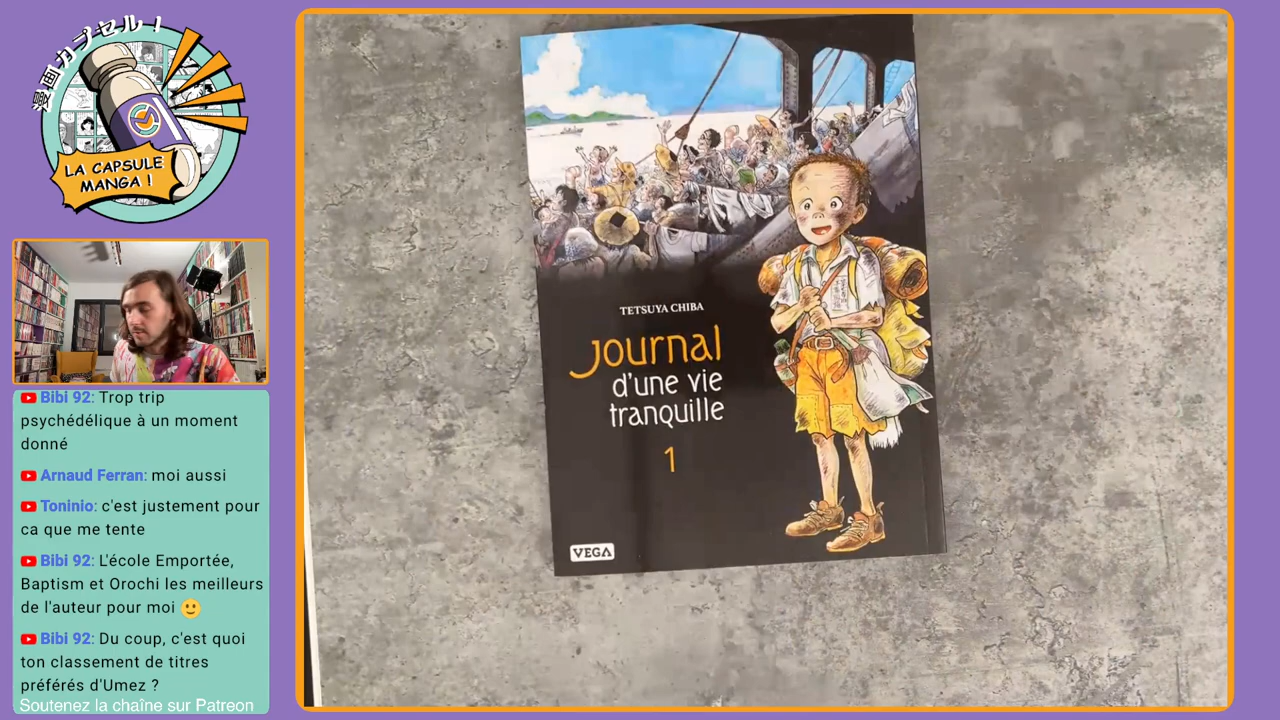 漫画カプセル!
LA CAPSULE
MANGA !
Bibi 92: Trop trip
psychédélique à un moment
donné
Arnaud Ferran: moi aussi
Toninio: c'est justement pour
ca que me tente
Bibi 92: L'école Emportée,
Baptism et Orochi les meilleurs
de l'auteur pour moi 🙂
Bibi 92: Du coup, c'est quoi
ton classement de titres
préférés d'Umez ?
Soutenez la chaîne sur Patreon
TETSUYA CHIBA
Journal
d'une vie
tranquille
1
VEGA